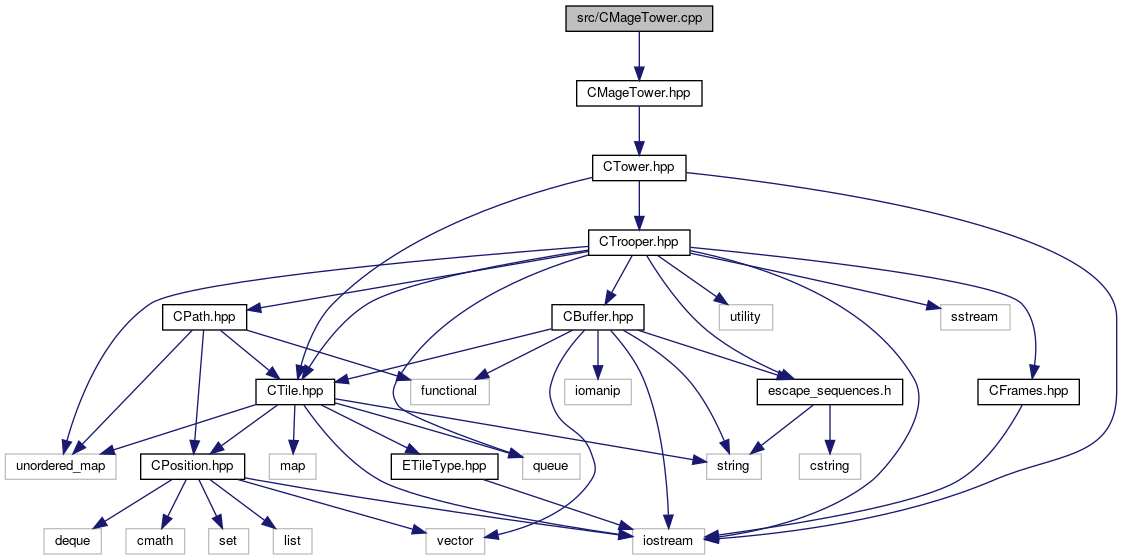 src/CMageTower.cpp
CMageTower.hpp
CTower.hpp
CTrooper.hpp
CPath.hpp
CBuffer.hpp
utility
sstream
CTile.hpp
functional
iomanip
escape_sequences.h
CFrames.hpp
unordered_map
CPosition.hpp
map
ETileType.hpp
queue
string
cstring
deque
cmath
set
list
vector
iostream